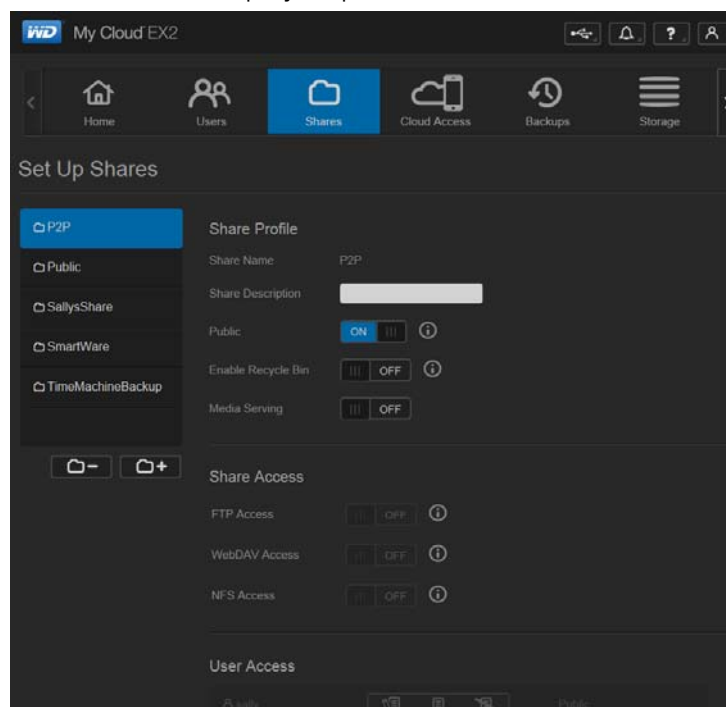 WD My Cloud EX2
?
Home Users Shares Cloud Access Backups Storage
Set Up Shares
P2P
Public
SallysShare
SmartWare
TimeMachineBackup
Share Profile
Share Name P2P
Share Description
Public ON
Enable Recycle Bin OFF
Media Serving OFF
Share Access
FTP Access OFF
WebDAV Access OFF
NFS Access OFF
User Access
Public